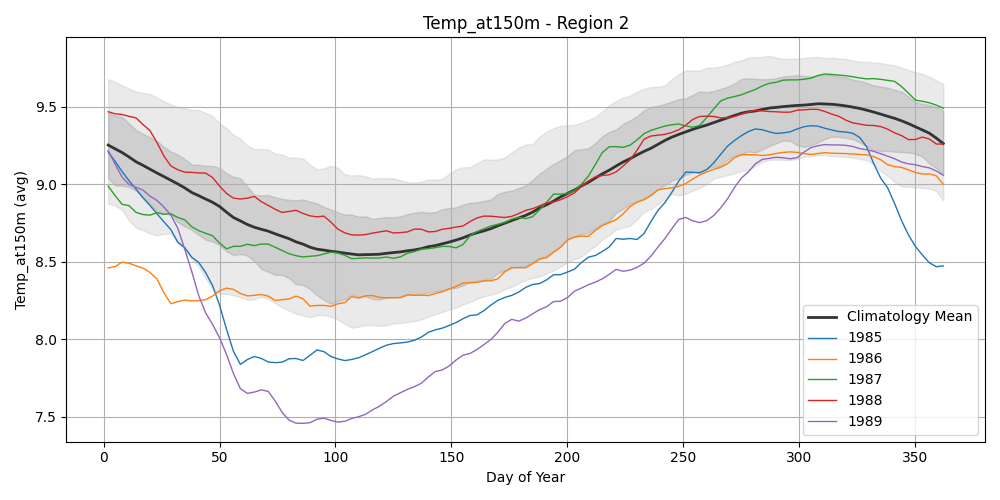 Temp_at150m - Region 2
Temp_at150m (avg)
9.5
9.0
8.5
8.0
7.5
0 50 100 150 200 250 300 350
Day of Year
Climatology Mean
1985
1986
1987
1988
1989